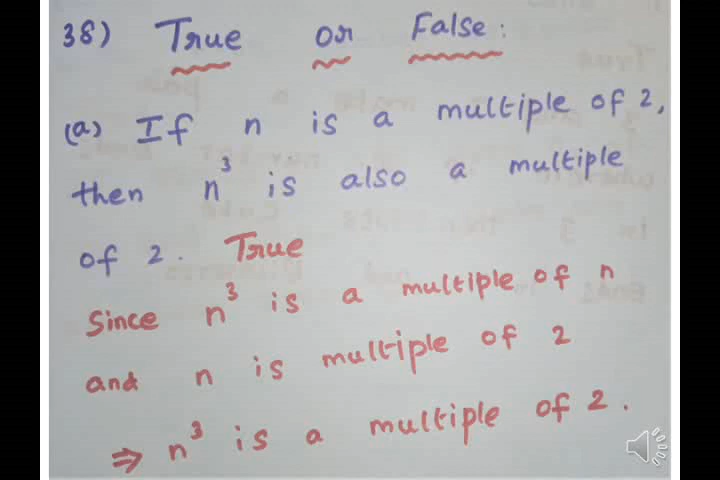 38) True or False:
(a) If n is a multiple of 2,
then n³ is also a multiple
of 2. True
Since n³ is a multiple of n
and n is multiple of 2
⇒ n³ is a multiple of 2.